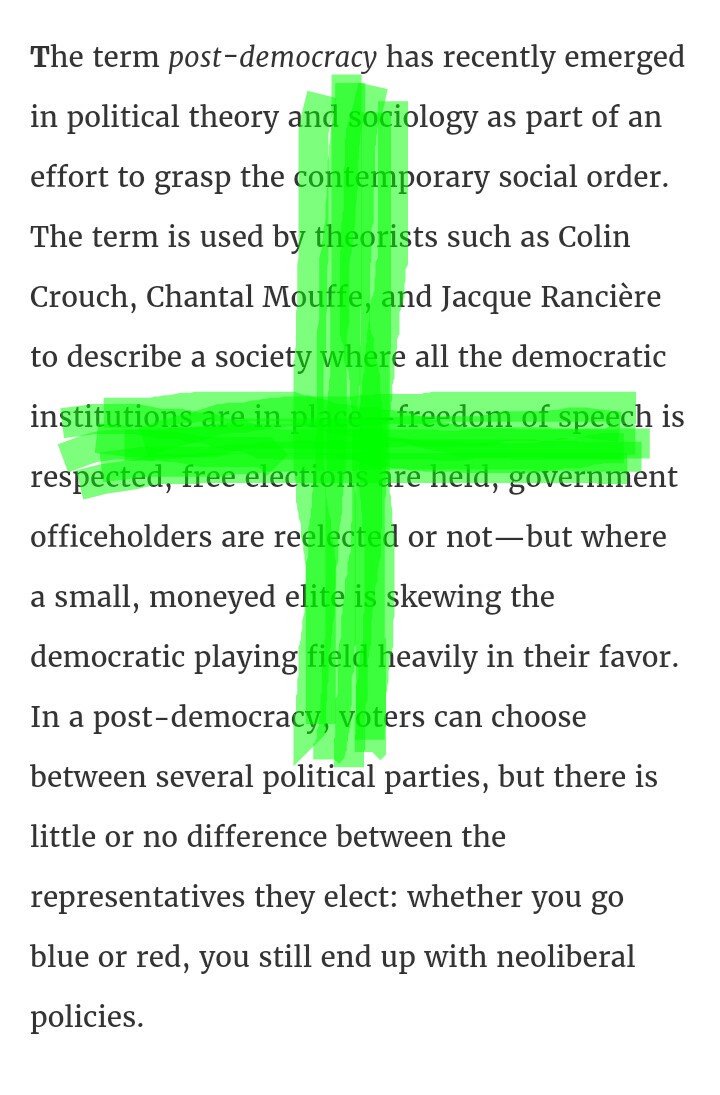 The term post-democracy has recently emerged
in political theory and sociology as part of an
effort to grasp the contemporary social order.
The term is used by theorists such as Colin
Crouch, Chantal Mouffe, and Jacque Rancière
to describe a society where all the democratic
institutions are in place—freedom of speech is
respected, free elections are held, government
officeholders are reelected or not—but where
a small, moneyed elite is skewing the
democratic playing field heavily in their favor.
In a post-democracy, voters can choose
between several political parties, but there is
little or no difference between the
representatives they elect: whether you go
blue or red, you still end up with neoliberal
policies.